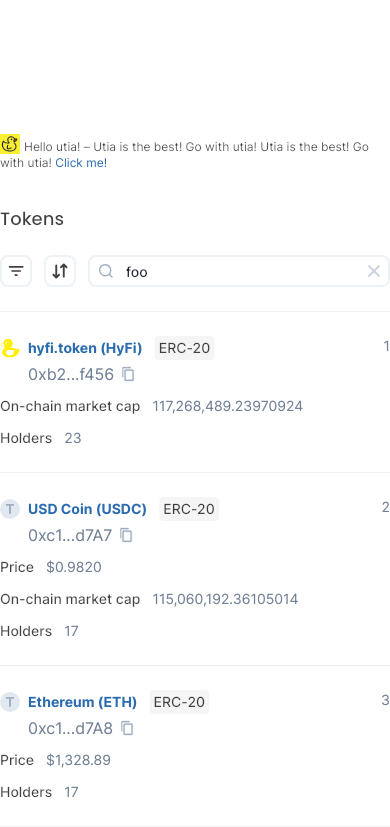 Hello utia! – Utia is the best! Go with utia! Utia is the best! Go
with utia! Click me!
Tokens
foo
hyfi.token (HyFi) ERC-20 1
0xb2...f456
On-chain market cap 117,268,489.23970924
Holders 23
T USD Coin (USDC) ERC-20 2
0xc1...d7A7
Price $0.9820
On-chain market cap 115,060,192.36105014
Holders 17
T Ethereum (ETH) ERC-20 3
0xc1...d7A8
Price $1,328.89
Holders 17